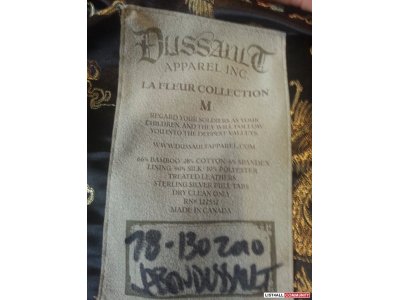 DUSSAULT
APPAREL INC.
LA FLEUR COLLECTION
M
REGARD YOUR SOLDIERS AS YOUR
CHILDREN AND THEY WILL FOLLOW
YOU INTO THE DEEPEST VALLEYS.
WWW.DUSSAULTAPPAREL.COM
66% BAMBOO 28% COTTON 6% SPANDEX
LINING: 90% SILK 10% POLYESTER
TREATED LEATHERS
STERLING SILVER PULL TABS
DRY CLEAN ONLY
MADE IN CANADA
78-130 2010
DUSSAULT
LISTHALL COMMUNITY